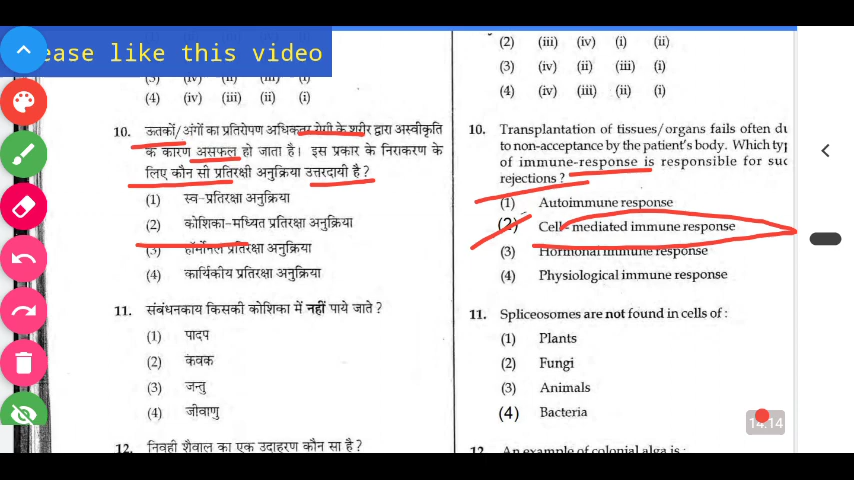 ease like this video
(3) (iv) (ii) (iii) (i)
(4) (iv) (iii) (ii) (i)
10. ऊतकों/अंगों का प्रतिरोपण अधिकतर रोगी के शरीर द्वारा अस्वीकृति
के कारण असफल हो जाता है। इस प्रकार के निराकरण के
लिए कौन सी प्रतिरक्षी अनुक्रिया उत्तरदायी है ?
(1) स्व-प्रतिरक्षा अनुक्रिया
(2) कोशिका-मध्यित प्रतिरक्षा अनुक्रिया
(3) हॉर्मोनल प्रतिरक्षा अनुक्रिया
(4) कार्यिकीय प्रतिरक्षा अनुक्रिया
11. संबंधनकाय किसकी कोशिका में नहीं पाये जाते ?
(1) पादप
(2) कवक
(3) जन्तु
(4) जीवाणु
12. निवही शैवाल का एक उदाहरण कौन सा है ?
(2) (iii) (iv) (i) (ii)
(3) (iv) (ii) (iii) (i)
(4) (iv) (iii) (ii) (i)
10. Transplantation of tissues/organs fails often du
to non-acceptance by the patient's body. Which typ
of immune-response is responsible for suc
rejections ?
(1) Autoimmune response
(2) Cell - mediated immune response
(3) Hormonal immune response
(4) Physiological immune response
11. Spliceosomes are not found in cells of :
(1) Plants
(2) Fungi
(3) Animals
(4) Bacteria
12. An example of colonial alga is :
14:14